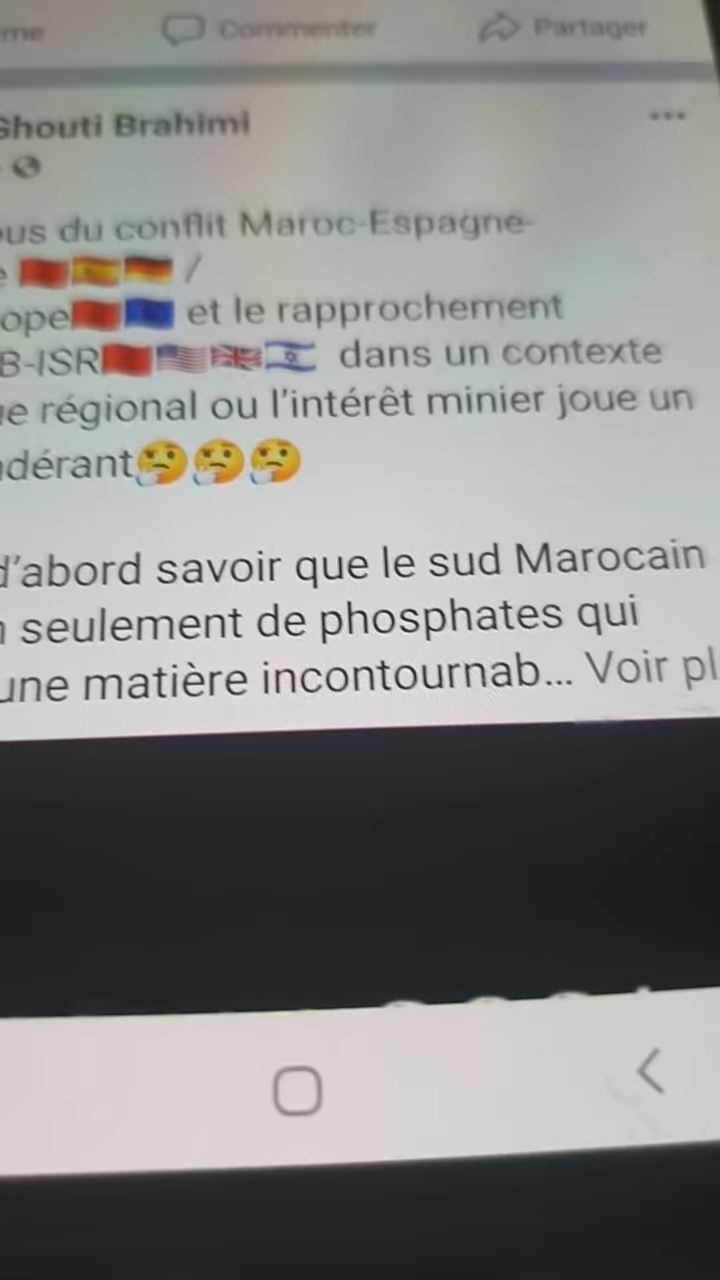 me Commenter Partager
Ghouti Brahimi
us du conflit Maroc-Espagne-
e 🇲🇦🇪🇸🇩🇪 /
ope🇲🇦🇪🇺 et le rapprochement
B-ISR🇲🇦🇺🇸🇬🇧🇮🇱 dans un contexte
e régional ou l'intérêt minier joue un
dérant🤔🤔🤔
d'abord savoir que le sud Marocain
seulement de phosphates qui
une matière incontournab... Voir pl